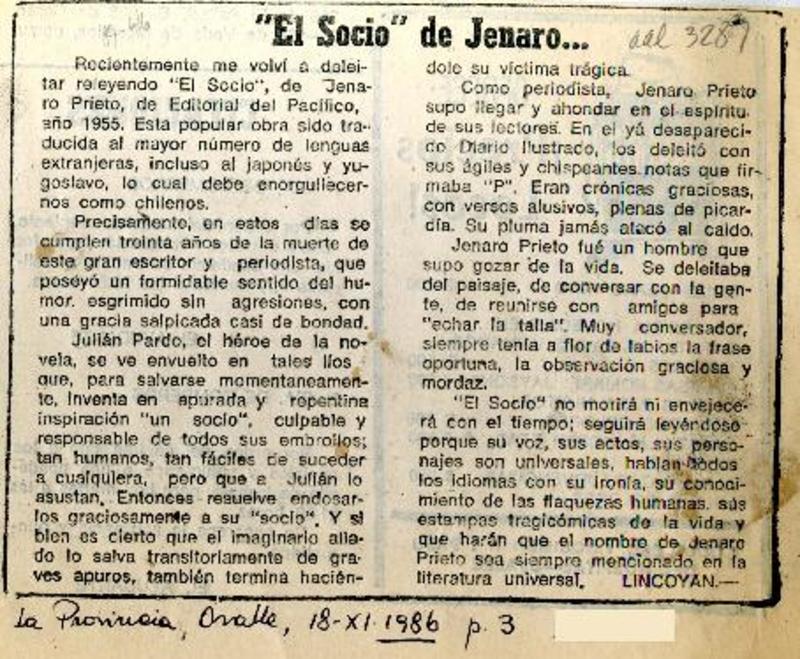 "El Socio" de Jenaro...
aal 3287
Recientemente me volví a delei-
tar releyendo "El Socio", de Jena-
ro Prieto, de Editorial del Pacífico,
año 1955. Esta popular obra sido tra-
ducida al mayor número de lenguas
extranjeras, incluso al japonés y yu-
goslavo, lo cual debe enorgullecer-
nos como chilenos.
Precisamente, en estos días se
cumplen treinta años de la muerte de
este gran escritor y periodista, que
poseyó un formidable sentido del hu-
mor. esgrimido sin agresiones, con
una gracia salpicada casi de bondad.
Julián Pardo, el héroe de la no-
vela, se ve envuelto en tales líos
que, para salvarse momentaneamen-
te, inventa en apurada y repentina
inspiración "un socio", culpable y
responsable de todos sus embrollos;
tan humanos, tan fáciles de suceder
a cualquiera, pero que a Julián lo
asustan. Entonces resuelve endosar-
los graciosamente a su "socio". Y si
bien es cierto que el imaginario alia-
do lo salva transitoriamente de gra-
ves apuros, también termina hacién-
dolo su víctima trágica.
Como periodista, Jenaro Prieto
supo llegar y ahondar en el espíritu
de sus lectores. En el yá desapareci-
do Diario Ilustrado, los deleitó con
sus ágiles y chispeantes notas que fir-
maba "P". Eran crónicas graciosas,
con versos alusivos, plenas de picar-
día. Su pluma jamás atacó al caído.
Jenaro Prieto fué un hombre que
supo gozar de la vida. Se deleitaba
del paisaje, de conversar con la gen-
te, de reunirse con amigos para
"echar la talla". Muy conversador,
siempre tenía a flor de labios la frase
oportuna, la observación graciosa y
mordaz.
"El Socio" no morirá ni envejece-
rá con el tiempo; seguirá leyéndose
porque su voz, sus actos, sus perso-
najes son universales, hablan todos
los idiomas con su ironía, su conoci-
miento de las flaquezas humanas. sus
estampas tragicómicas de la vida y
que harán que el nombre de Jenaro
Prieto sea siempre mencionado en la
literatura universal. LINCOYAN.—
La Provincia, Ovalle, 18-XI-1986 p. 3